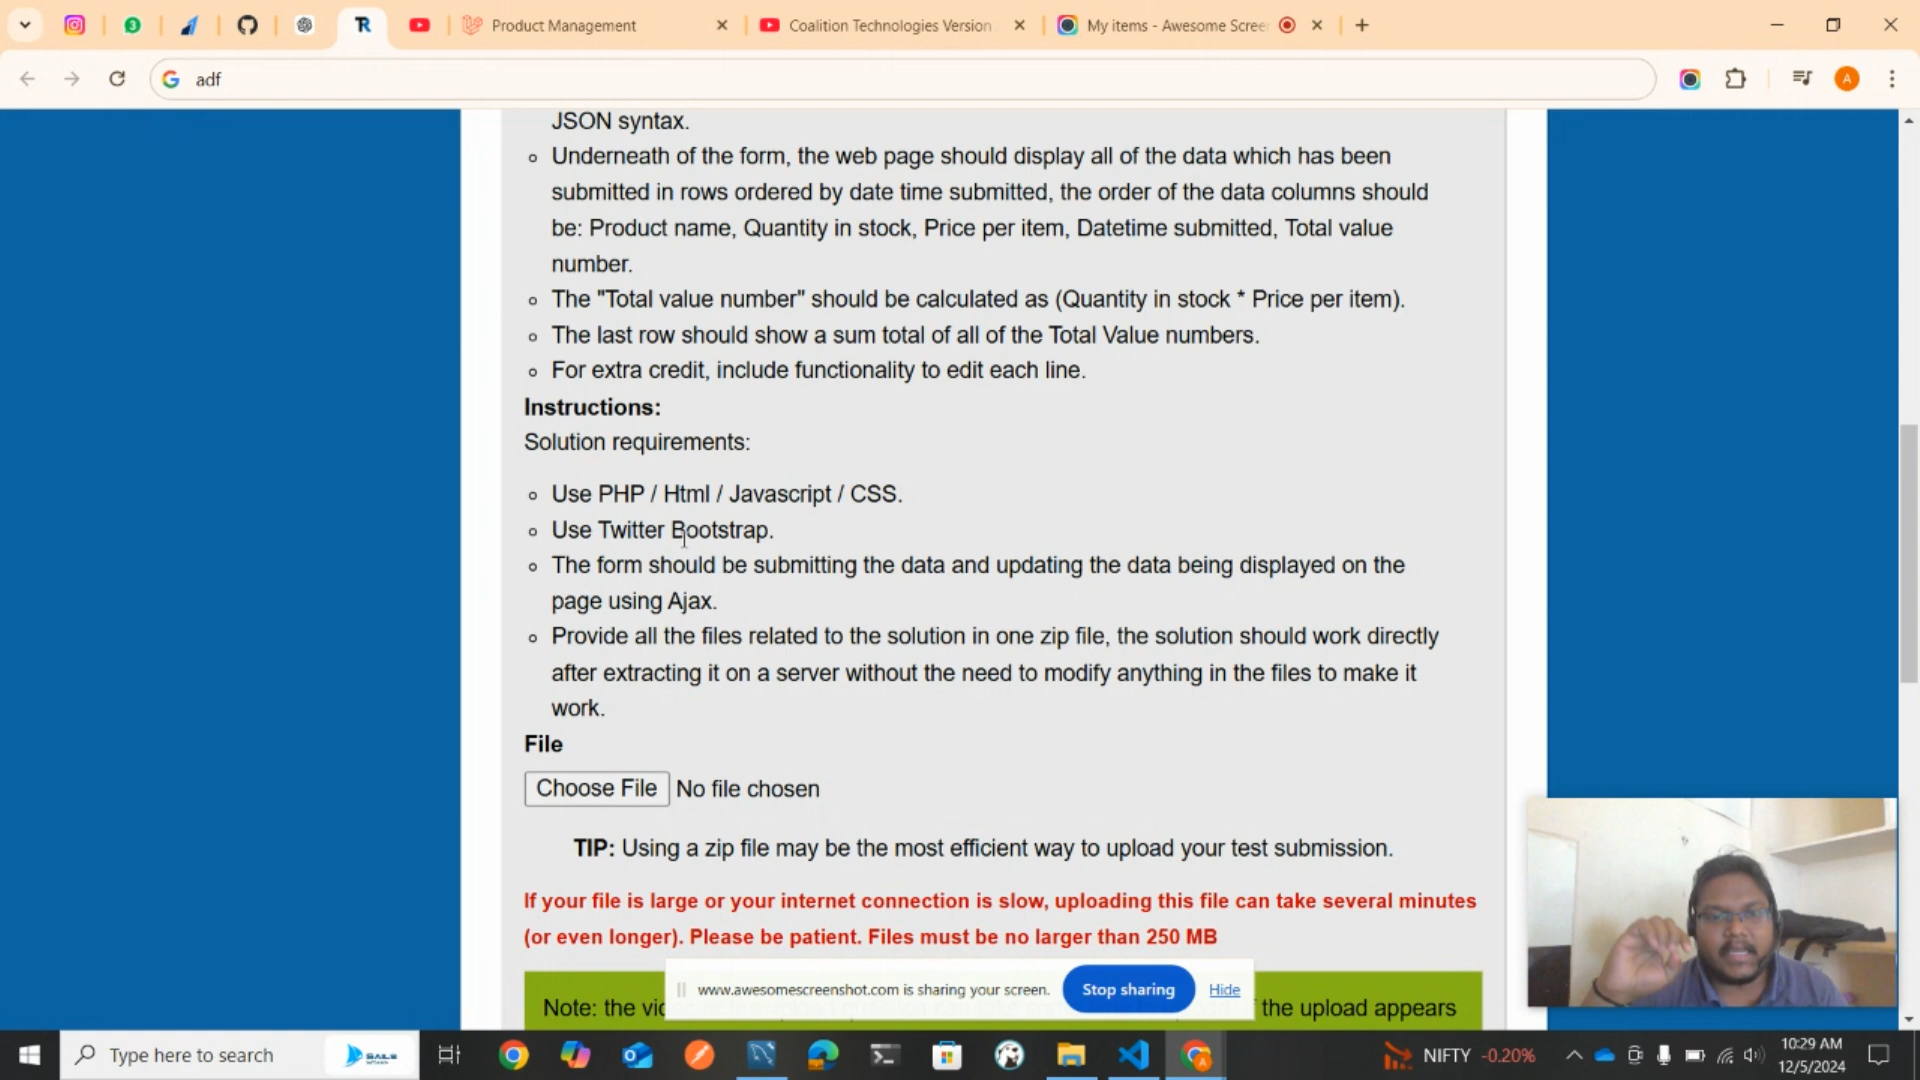 Product Management
Coalition Technologies Version
My items - Awesome Scree
adf
A
JSON syntax.
Underneath of the form, the web page should display all of the data which has been
submitted in rows ordered by date time submitted, the order of the data columns should
be: Product name, Quantity in stock, Price per item, Datetime submitted, Total value
number.
The "Total value number" should be calculated as (Quantity in stock * Price per item).
The last row should show a sum total of all of the Total Value numbers.
For extra credit, include functionality to edit each line.
Instructions:
Solution requirements:
Use PHP / Html / Javascript / CSS.
Use Twitter Bootstrap.
The form should be submitting the data and updating the data being displayed on the
page using Ajax.
Provide all the files related to the solution in one zip file, the solution should work directly
after extracting it on a server without the need to modify anything in the files to make it
work.
File
Choose File No file chosen
TIP: Using a zip file may be the most efficient way to upload your test submission.
If your file is large or your internet connection is slow, uploading this file can take several minutes
(or even longer). Please be patient. Files must be no larger than 250 MB
www.awesomescreenshot.com is sharing your screen. Stop sharing Hide
Note: the the upload appears
Type here to search
NIFTY -0.20%
10:29 AM
12/5/2024